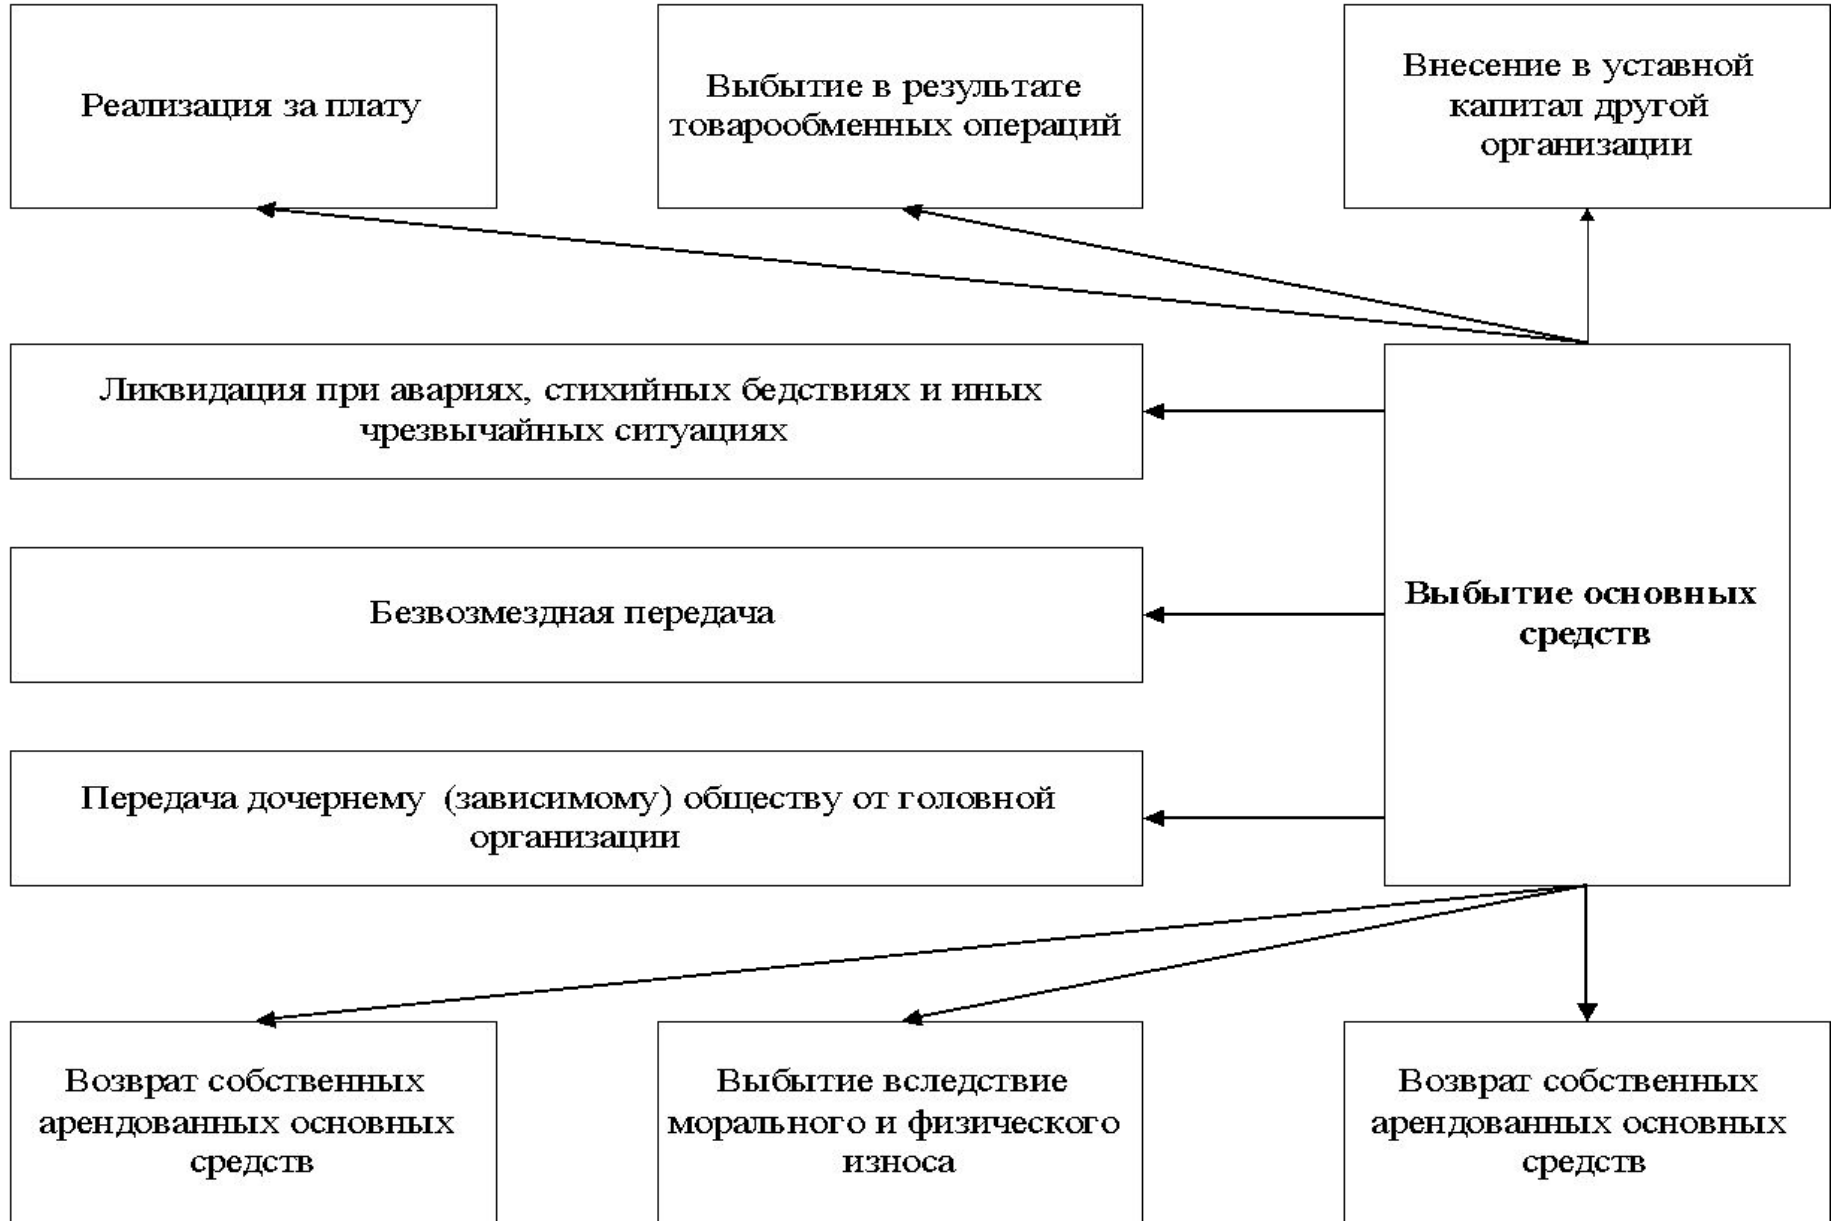 Реализация за плату
Выбытие в результате
товарообменных операций
Внесение в уставной
капитал другой
организации
Ликвидация при авариях, стихийных бедствиях и иных
чрезвычайных ситуациях
Безвозмездная передача
Выбытие основных
средств
Передача дочернему (зависимому) обществу от головной
организации
Возврат собственных
арендованных основных
средств
Выбытие вследствие
морального и физического
износа
Возврат собственных
арендованных основных
средств